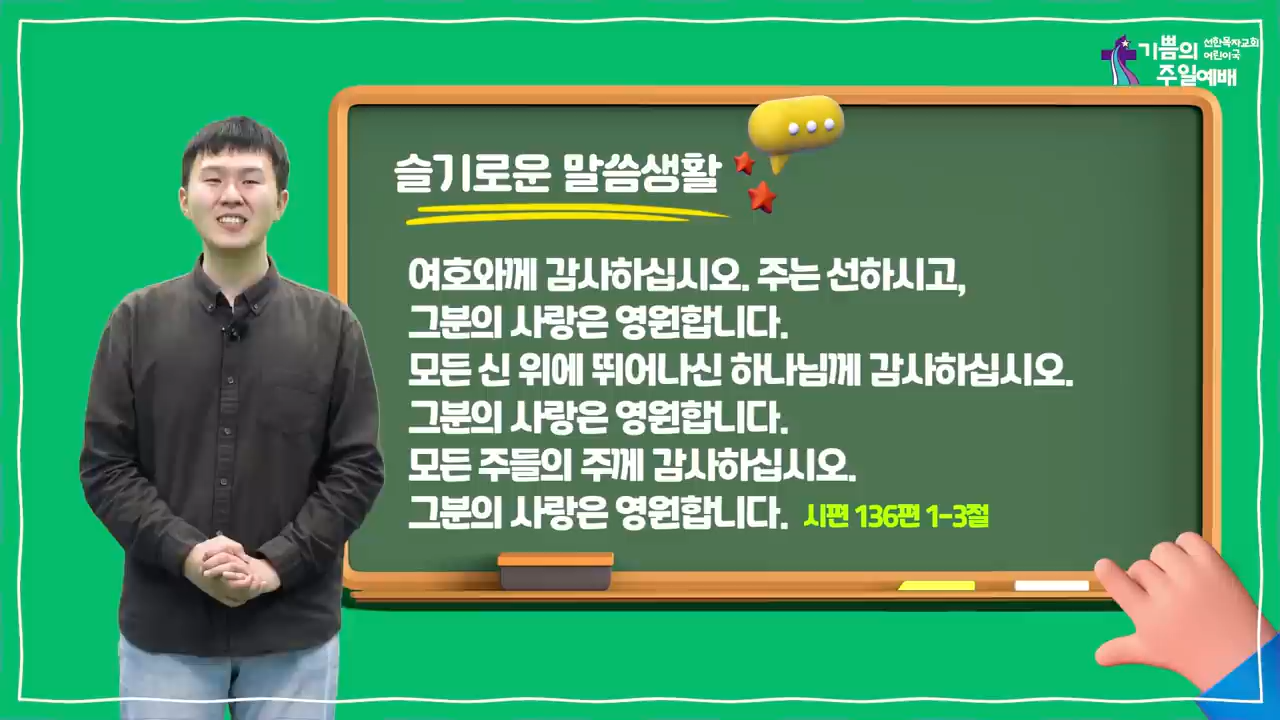 기쁨의
주일예배
선한목자교회
어린이국
슬기로운 말씀생활
여호와께 감사하십시오. 주는 선하시고,
그분의 사랑은 영원합니다.
모든 신 위에 뛰어나신 하나님께 감사하십시오.
그분의 사랑은 영원합니다.
모든 주들의 주께 감사하십시오.
그분의 사랑은 영원합니다. 시편 136편 1-3절